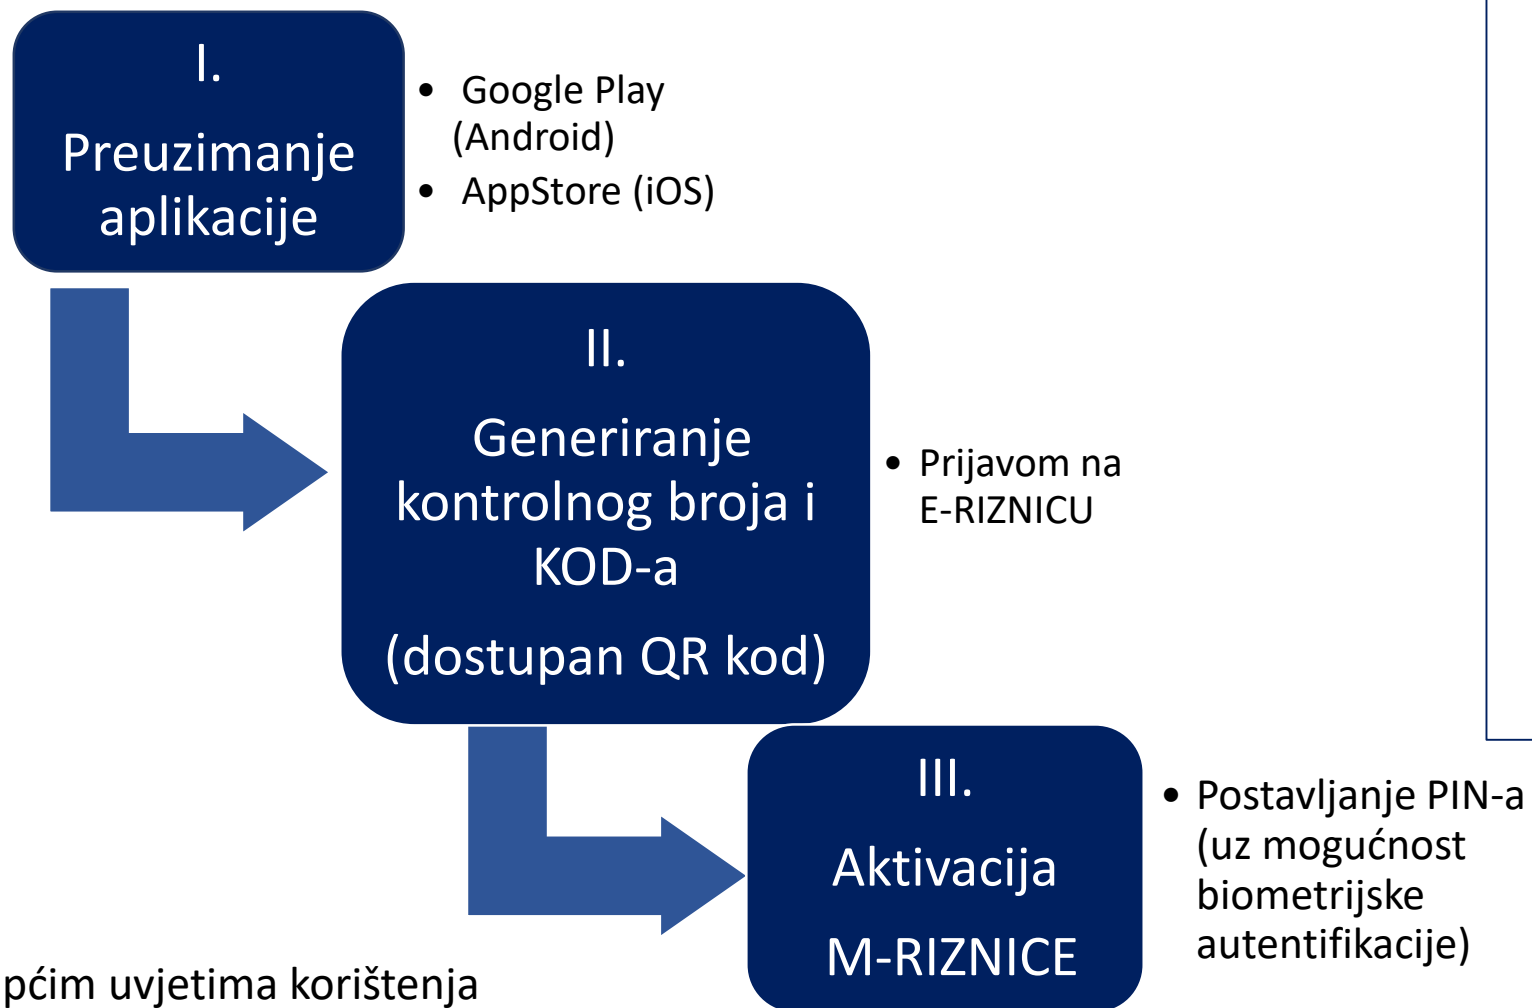 I.
Preuzimanje
aplikacije
• Google Play
(Android)
• AppStore (iOS)
II.
Generiranje
kontrolnog broja i
KOD-a
(dostupan QR kod)
• Prijavom na
E-RIZNICU
III.
Aktivacija
M-RIZNICE
• Postavljanje PIN-a
(uz mogućnost
biometrijske
autentifikacije)
pćim uvjetima korištenja